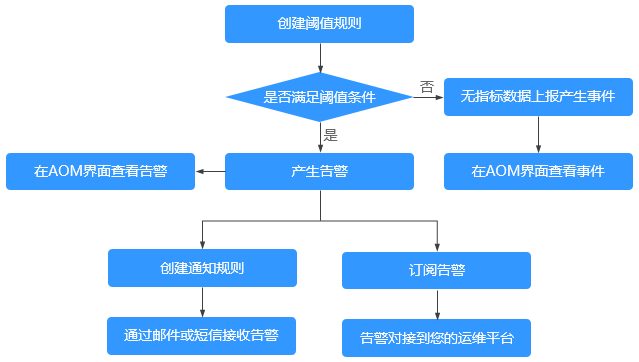 创建阈值规则
是否满足阈值条件
否
无指标数据上报产生事件
是
在AOM界面查看告警
产生告警
在AOM界面查看事件
创建通知规则
订阅告警
通过邮件或短信接收告警
告警对接到您的运维平台